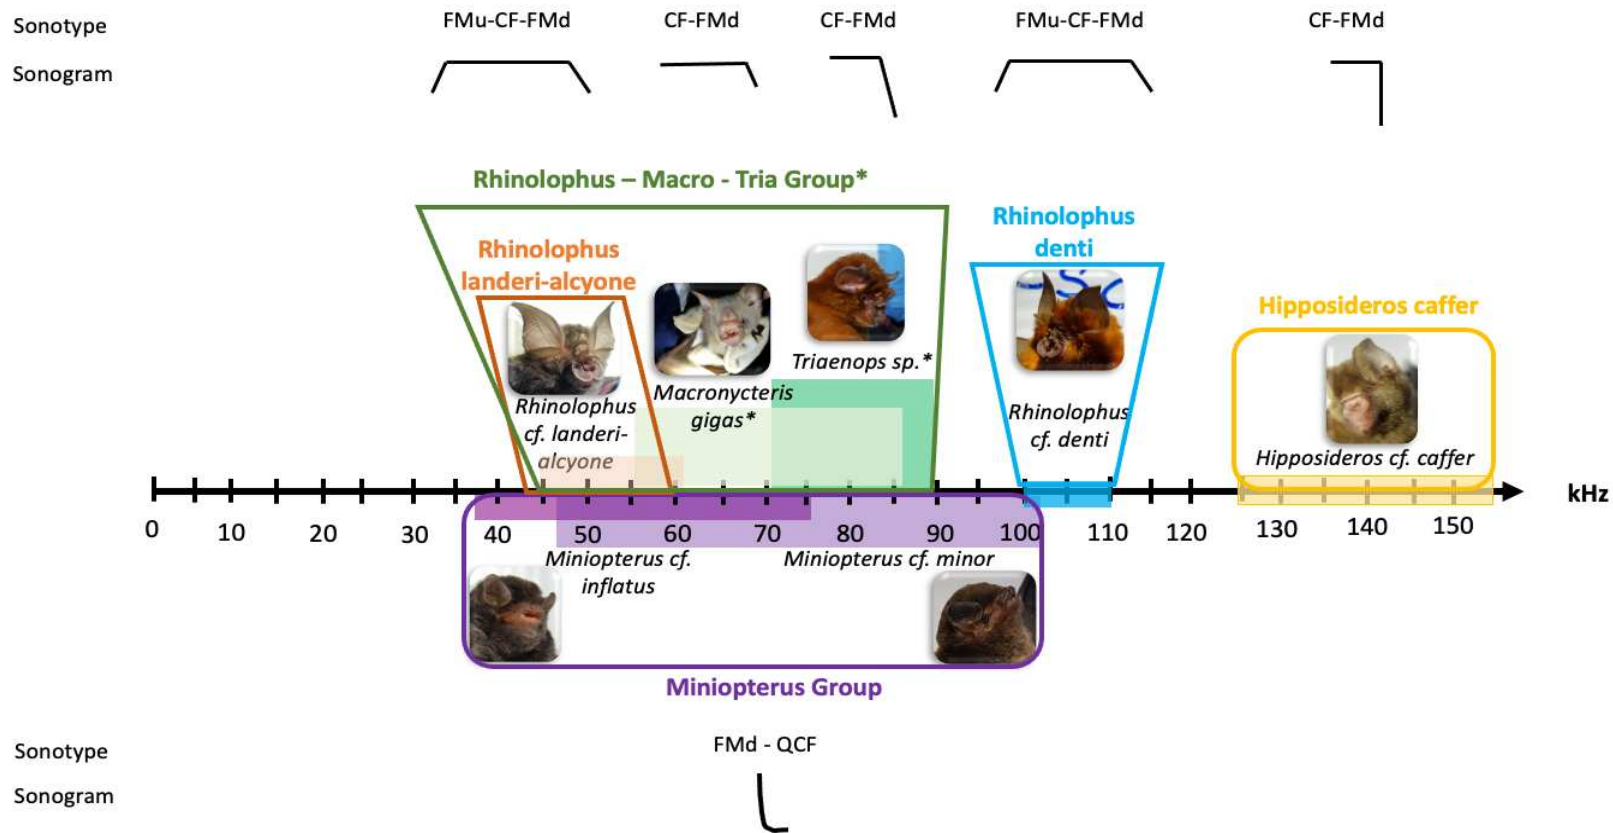 Sonotype FMu-CF-FMd CF-FMd CF-FMd FMu-CF-FMd CF-FMd
Sonogram
Rhinolophus – Macro - Tria Group*
Rhinolophus
denti
Rhinolophus
landeri-alcyone
Hipposideros caffer
Triaenops sp.*
Macronycteris
gigas*
Rhinolophus
cf. landeri-
alcyone
Rhinolophus
cf. denti
Hipposideros cf. caffer
kHz
0 10 20 30 40 50 60 70 80 90 100 110 120 130 140 150
Miniopterus cf.
inflatus
Miniopterus cf. minor
Miniopterus Group
Sonotype FMd - QCF
Sonogram